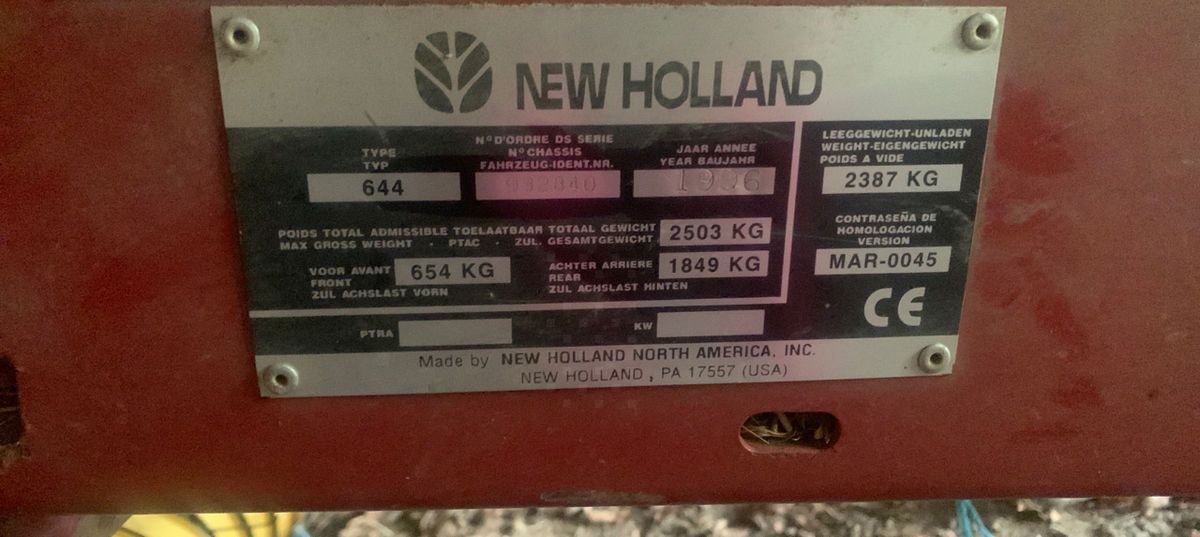 NEW HOLLAND
TYPE
TYP
644
Nº D'ORDRE DS SERIE
Nº CHASSIS
FAHRZEUG-IDENT.NR.
JAAR ANNEE
YEAR BAUJAHR
LEEGGEWICHT-UNLADEN
WEIGHT-EIGENGEWICHT
POIDS A VIDE
2387 KG
POIDS TOTAL ADMISSIBLE TOELAATBAAR TOTAAL GEWICHT
MAX GROSS WEIGHT · PTAC · ZUL. GESAMTGEWICHT
2503 KG
VOOR AVANT
FRONT
ZUL ACHSLAST VORN
654 KG
ACHTER ARRIERE
REAR
ZUL ACHSLAST HINTEN
1849 KG
CONTRASEÑA DE
HOMOLOGACION
VERSION
MAR-0045
CE
PTRA
KW
Made by NEW HOLLAND NORTH AMERICA, INC.
NEW HOLLAND, PA 17557 (USA)